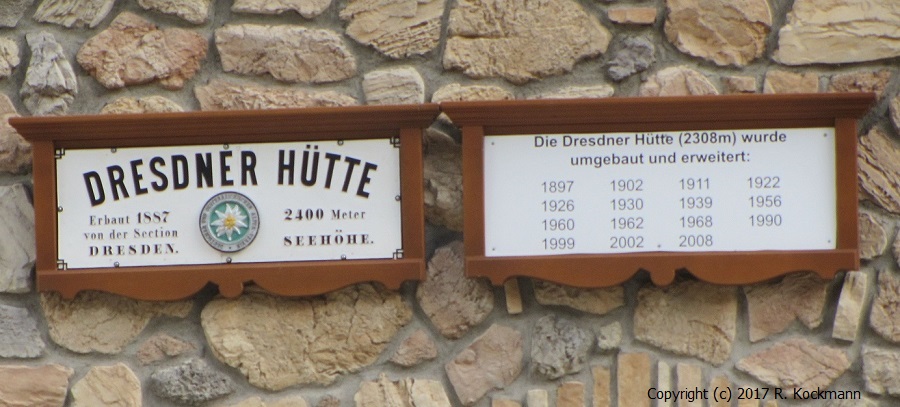 DRESDNER HÜTTE
Erbaut 1887
von der Section
DRESDEN.
2400 Meter
SEEHÖHE.
Die Dresdner Hütte (2308m) wurde
umgebaut und erweitert:
1897 1902 1911 1922
1926 1930 1939 1956
1960 1962 1968 1990
1999 2002 2008
Copyright (c) 2017 R. Kockmann